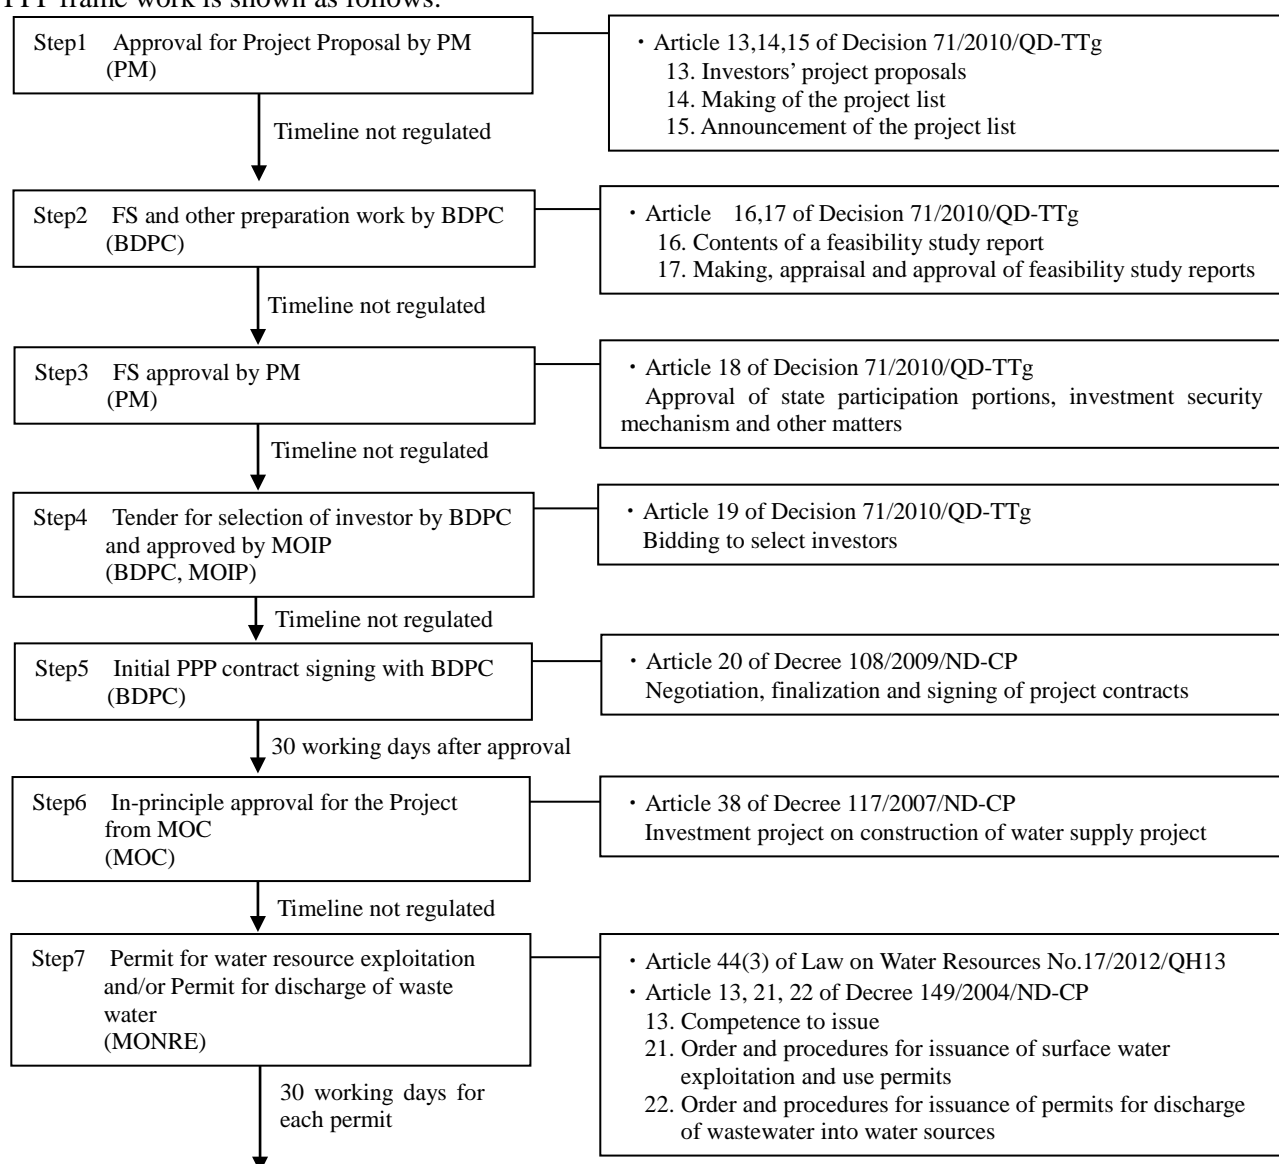 PPP frame work is shown as follows:
Step1 Approval for Project Proposal by PM
(PM)
・Article 13,14,15 of Decision 71/2010/QD-TTg
13. Investors’ project proposals
14. Making of the project list
15. Announcement of the project list
Timeline not regulated
Step2 FS and other preparation work by BDPC
(BDPC)
・Article 16,17 of Decision 71/2010/QD-TTg
16. Contents of a feasibility study report
17. Making, appraisal and approval of feasibility study reports
Timeline not regulated
Step3 FS approval by PM
(PM)
・Article 18 of Decision 71/2010/QD-TTg
Approval of state participation portions, investment security
mechanism and other matters
Timeline not regulated
Step4 Tender for selection of investor by BDPC
and approved by MOIP
(BDPC, MOIP)
・Article 19 of Decision 71/2010/QD-TTg
Bidding to select investors
Timeline not regulated
Step5 Initial PPP contract signing with BDPC
(BDPC)
・Article 20 of Decree 108/2009/ND-CP
Negotiation, finalization and signing of project contracts
30 working days after approval
Step6 In-principle approval for the Project
from MOC
(MOC)
・Article 38 of Decree 117/2007/ND-CP
Investment project on construction of water supply project
Timeline not regulated
Step7 Permit for water resource exploitation
and/or Permit for discharge of waste
water
(MONRE)
・Article 44(3) of Law on Water Resources No.17/2012/QH13
・Article 13, 21, 22 of Decree 149/2004/ND-CP
13. Competence to issue
21. Order and procedures for issuance of surface water
exploitation and use permits
22. Order and procedures for issuance of permits for discharge
of wastewater into water sources
30 working days for
each permit